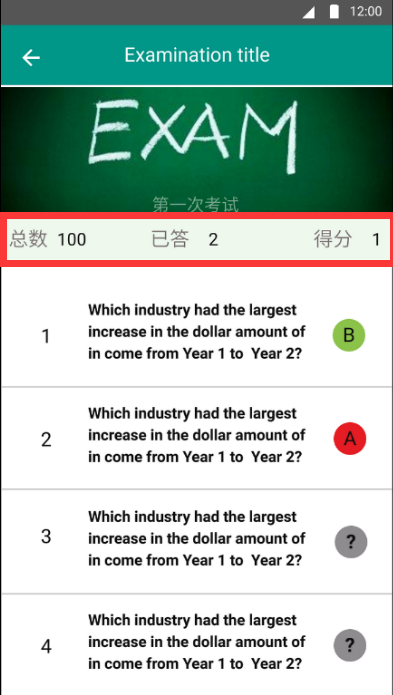 12:00
Examination title
EXAM
第一次考试
总数 100 已答 2 得分 1
1
Which industry had the largest
increase in the dollar amount of
in come from Year 1 to Year 2?
B
2
Which industry had the largest
increase in the dollar amount of
in come from Year 1 to Year 2?
A
3
Which industry had the largest
increase in the dollar amount of
in come from Year 1 to Year 2?
?
4
Which industry had the largest
increase in the dollar amount of
in come from Year 1 to Year 2?
?